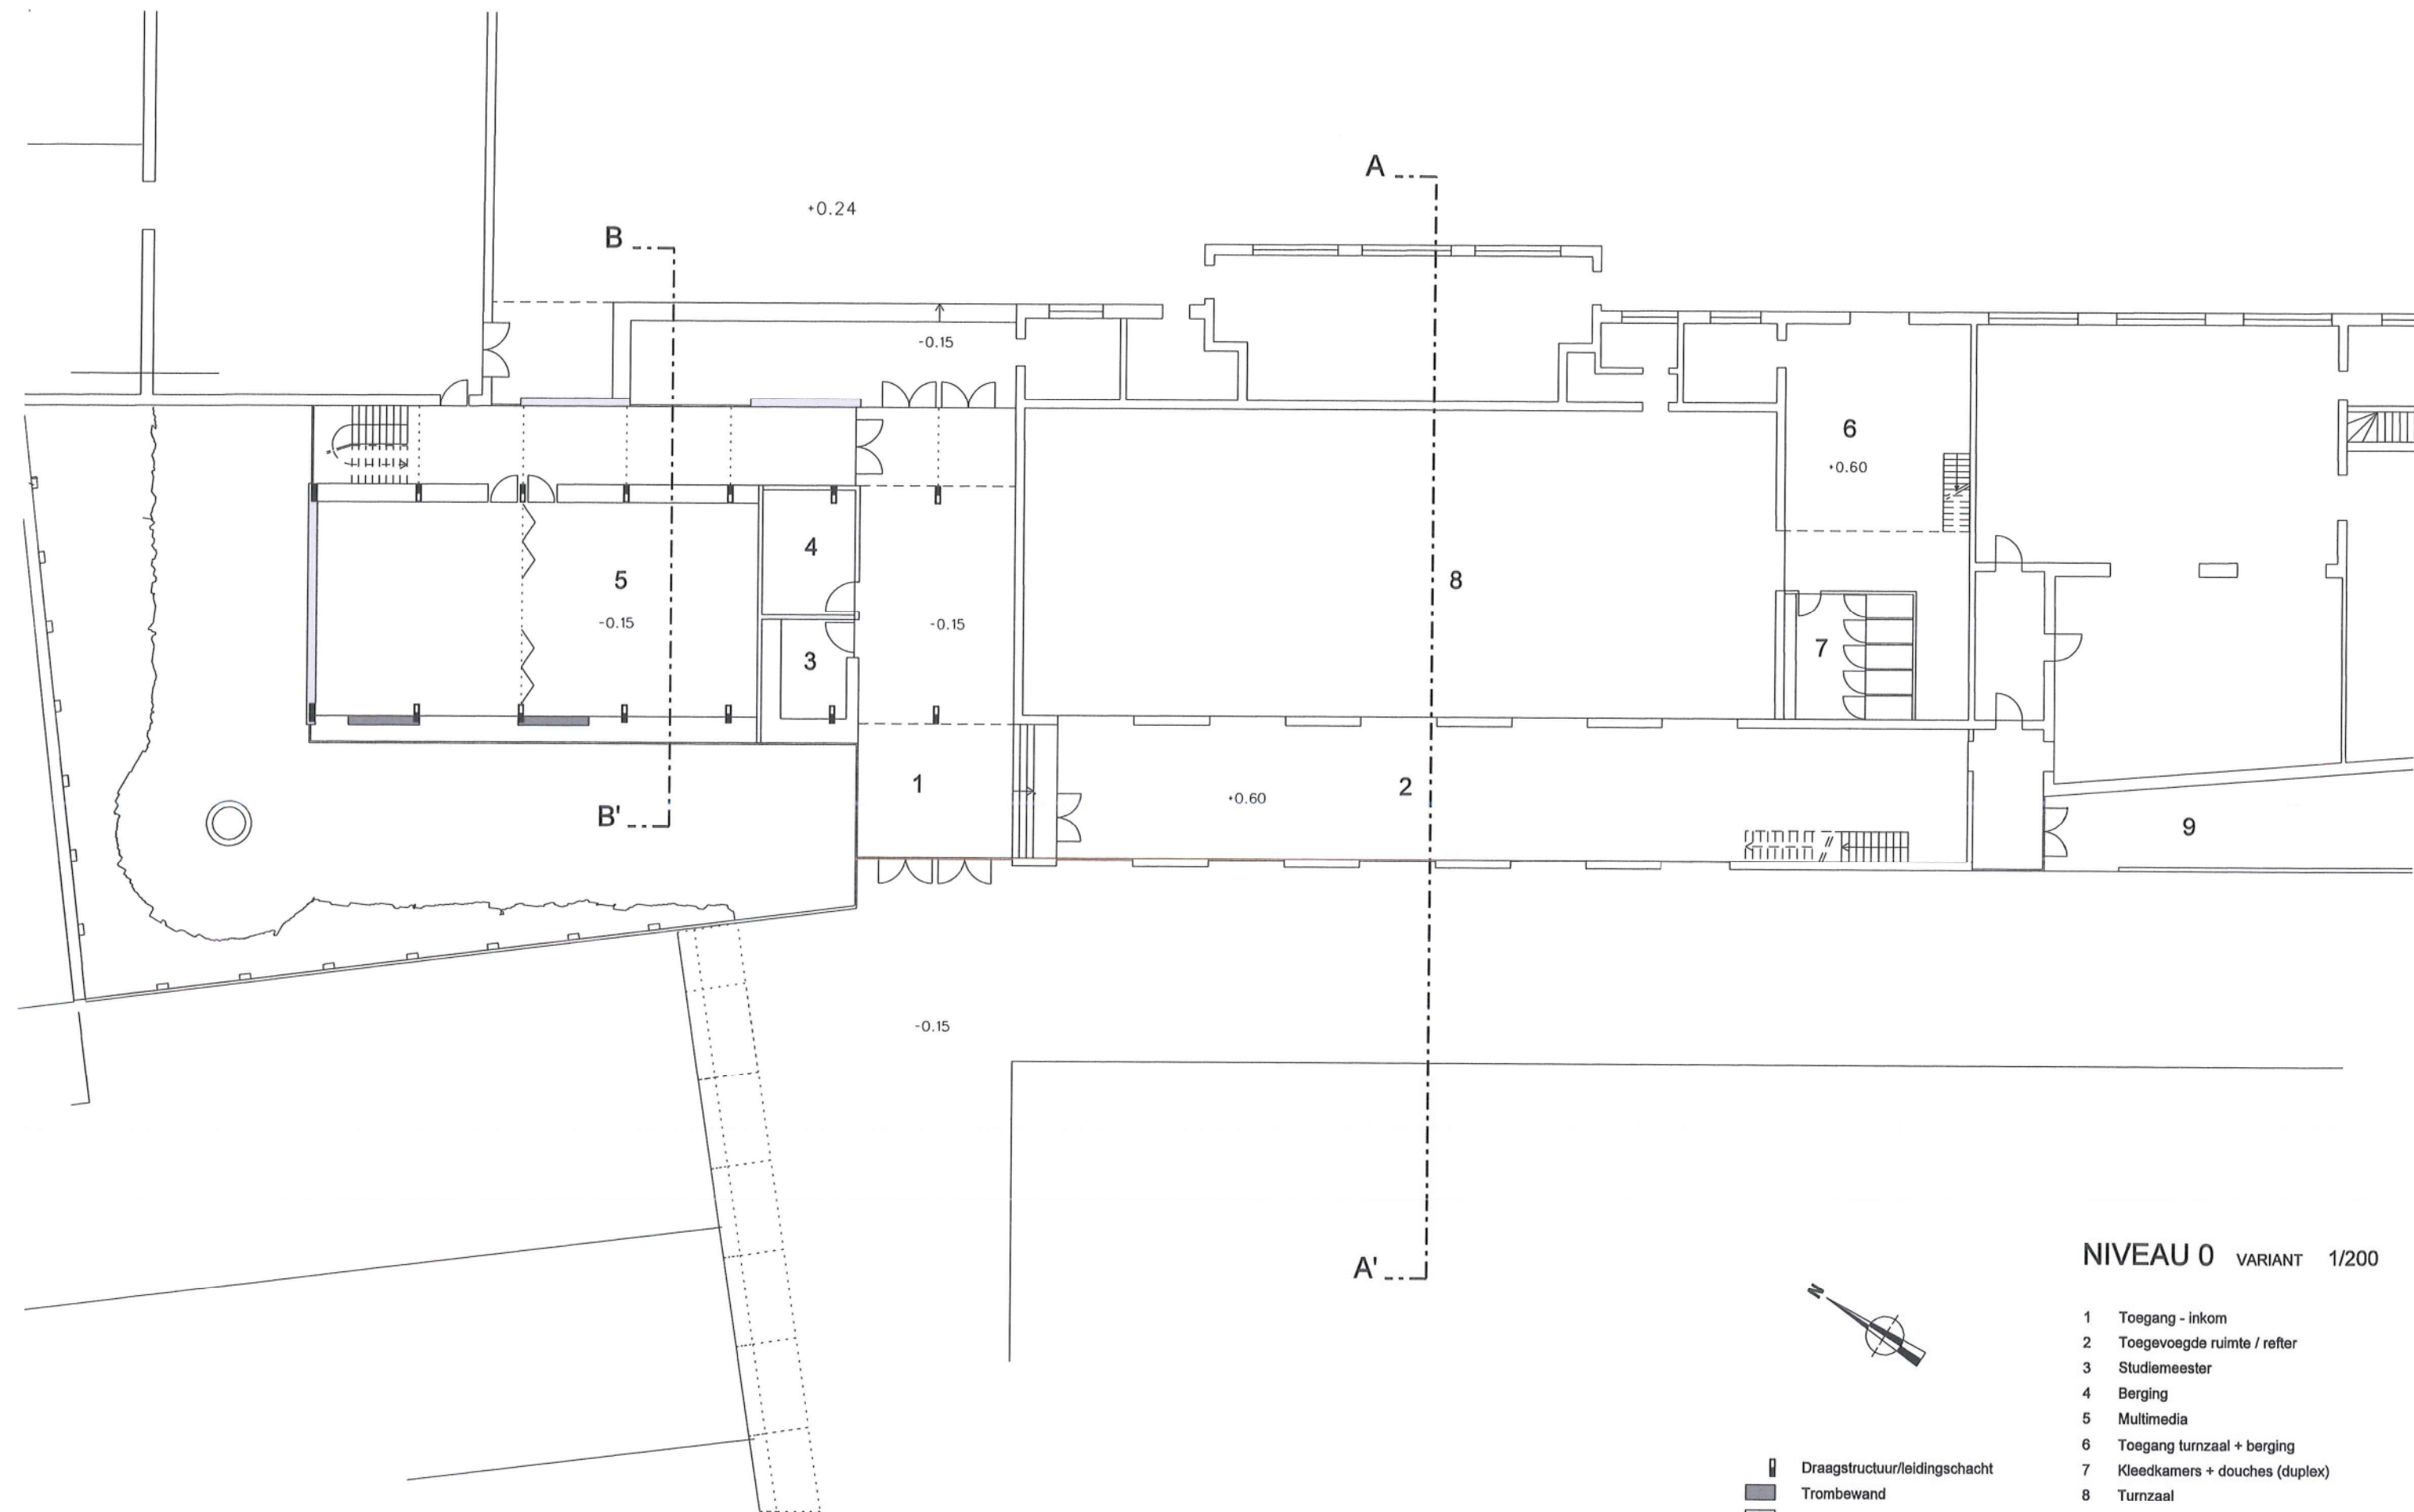 A
+0.24
B
-0.15
6
+0.60
4
5
8
-0.15
-0.15
3
7
1
2
+0.60
B'
9
-0.15
A'
N
NIVEAU 0 VARIANT 1/200
1 Toegang - inkom
2 Toegevoegde ruimte / refter
3 Studiemeester
4 Berging
5 Multimedia
6 Toegang turnzaal + berging
7 Kleedkamers + douches (duplex)
8 Turnzaal
Draagstructuur/leidingschacht
Trombewand